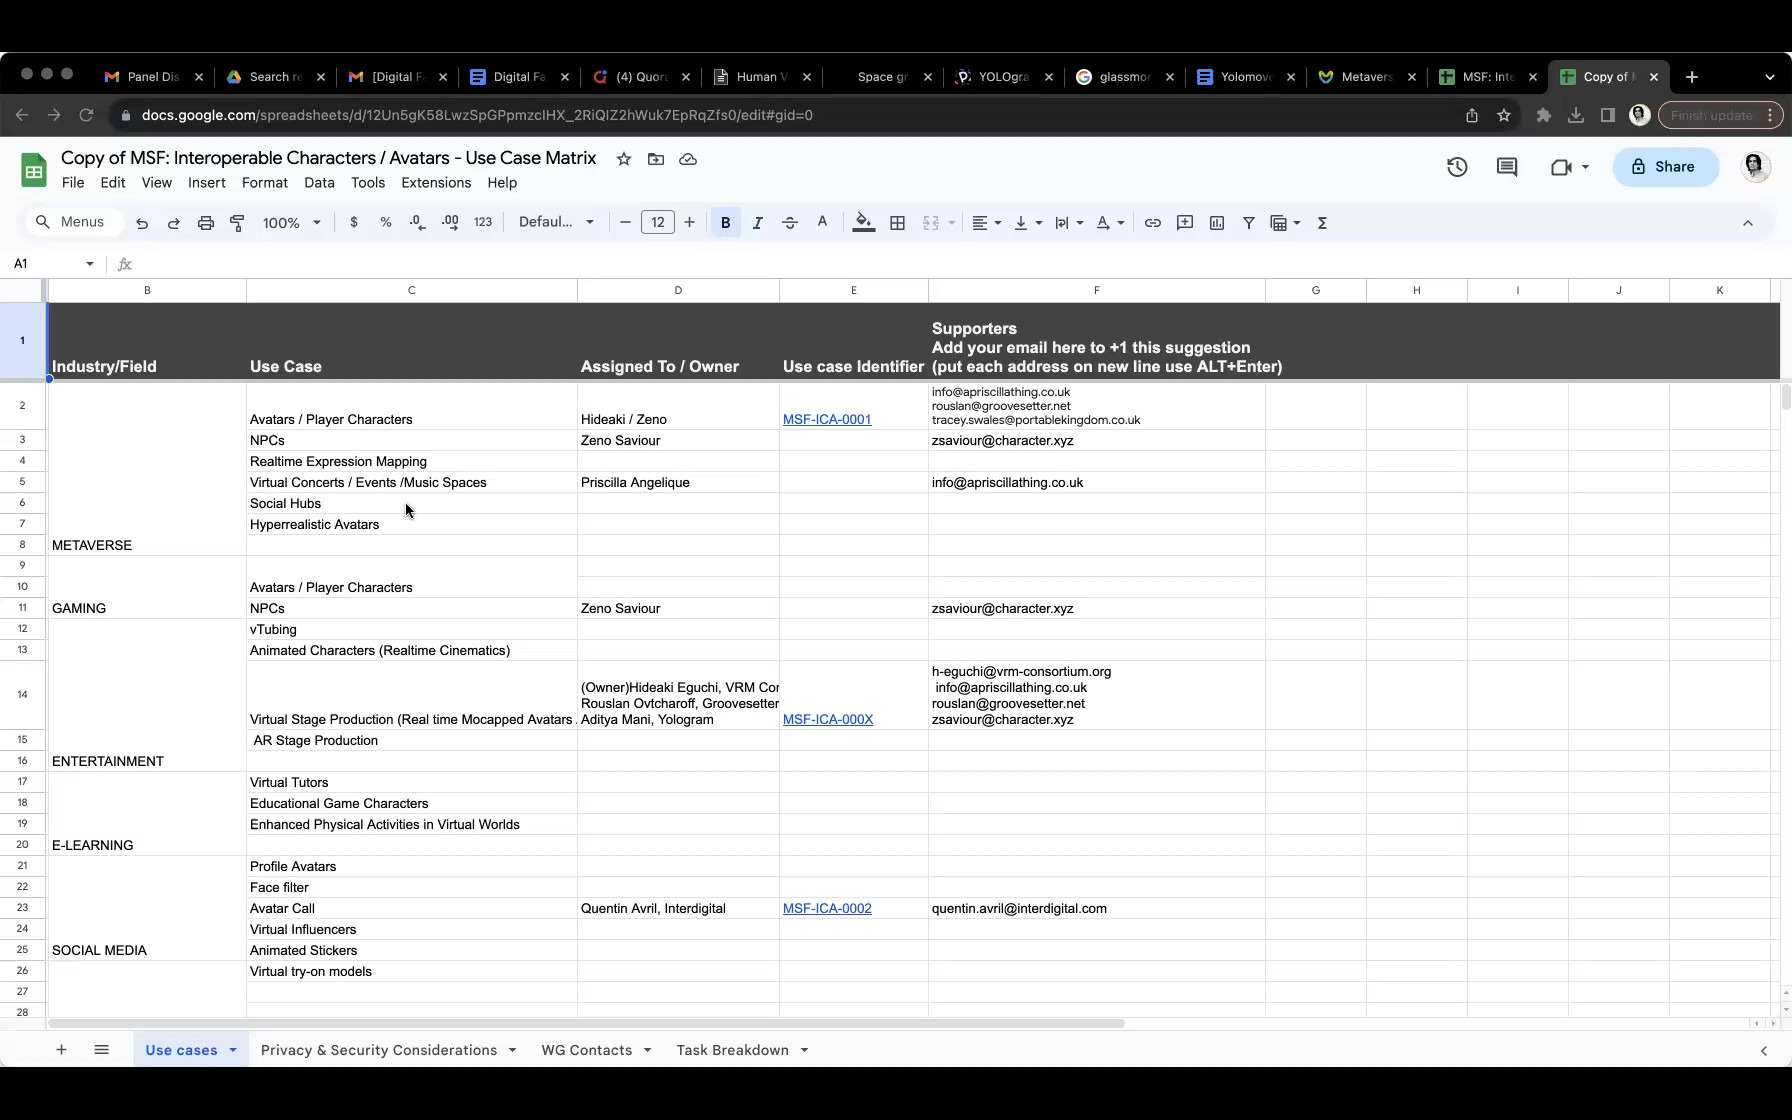 Panel Dis
Search re
[Digital F
Digital Fa
(4) Quora
Human V
Space gr
YOLOgra
glassmor
Yolomove
Metavers
MSF: Inte
Copy of M
docs.google.com/spreadsheets/d/12Un5gK58LwzSpGPpmzcIHX_2RiQIZ2hWuk7EpRqZfs0/edit#gid=0
Finish update
Copy of MSF: Interoperable Characters / Avatars - Use Case Matrix
File Edit View Insert Format Data Tools Extensions Help
Share
Menus 100% $ % .0 .00 123 Defaul... 12 B I A Σ
A1 fx
B C D E F G H I J K
Supporters
Add your email here to +1 this suggestion
1 Industry/Field Use Case Assigned To / Owner Use case Identifier (put each address on new line use ALT+Enter)
info@apriscillathing.co.uk
rouslan@groovesetter.net
2 Avatars / Player Characters Hideaki / Zeno MSF-ICA-0001 tracey.swales@portablekingdom.co.uk
3 NPCs Zeno Saviour zsaviour@character.xyz
4 Realtime Expression Mapping
5 Virtual Concerts / Events /Music Spaces Priscilla Angelique info@apriscillathing.co.uk
6 Social Hubs
7 Hyperrealistic Avatars
8 METAVERSE
9
10 Avatars / Player Characters
11 GAMING NPCs Zeno Saviour zsaviour@character.xyz
12 vTubing
13 Animated Characters (Realtime Cinematics)
h-eguchi@vrm-consortium.org
(Owner)Hideaki Eguchi, VRM Cor info@apriscillathing.co.uk
Rouslan Ovtcharoff, Groovesetter rouslan@groovesetter.net
14 Virtual Stage Production (Real time Mocapped Avatars Aditya Mani, Yologram MSF-ICA-000X zsaviour@character.xyz
15 AR Stage Production
16 ENTERTAINMENT
17 Virtual Tutors
18 Educational Game Characters
19 Enhanced Physical Activities in Virtual Worlds
20 E-LEARNING
21 Profile Avatars
22 Face filter
23 Avatar Call Quentin Avril, Interdigital MSF-ICA-0002 quentin.avril@interdigital.com
24 Virtual Influencers
25 SOCIAL MEDIA Animated Stickers
26 Virtual try-on models
27
28
Use cases Privacy & Security Considerations WG Contacts Task Breakdown